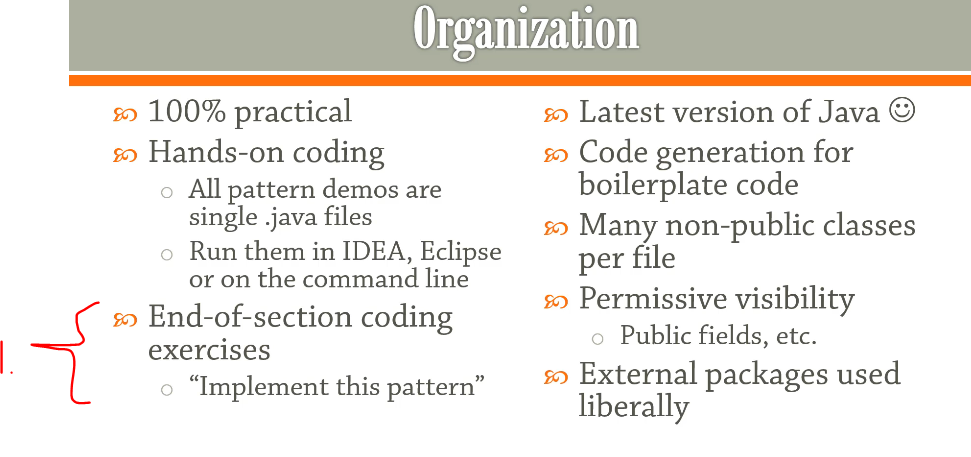 Organization
100% practical
Hands-on coding
All pattern demos are
single .java files
Run them in IDEA, Eclipse
or on the command line
End-of-section coding
exercises
“Implement this pattern”
1.
Latest version of Java ☺
Code generation for
boilerplate code
Many non-public classes
per file
Permissive visibility
Public fields, etc.
External packages used
liberally